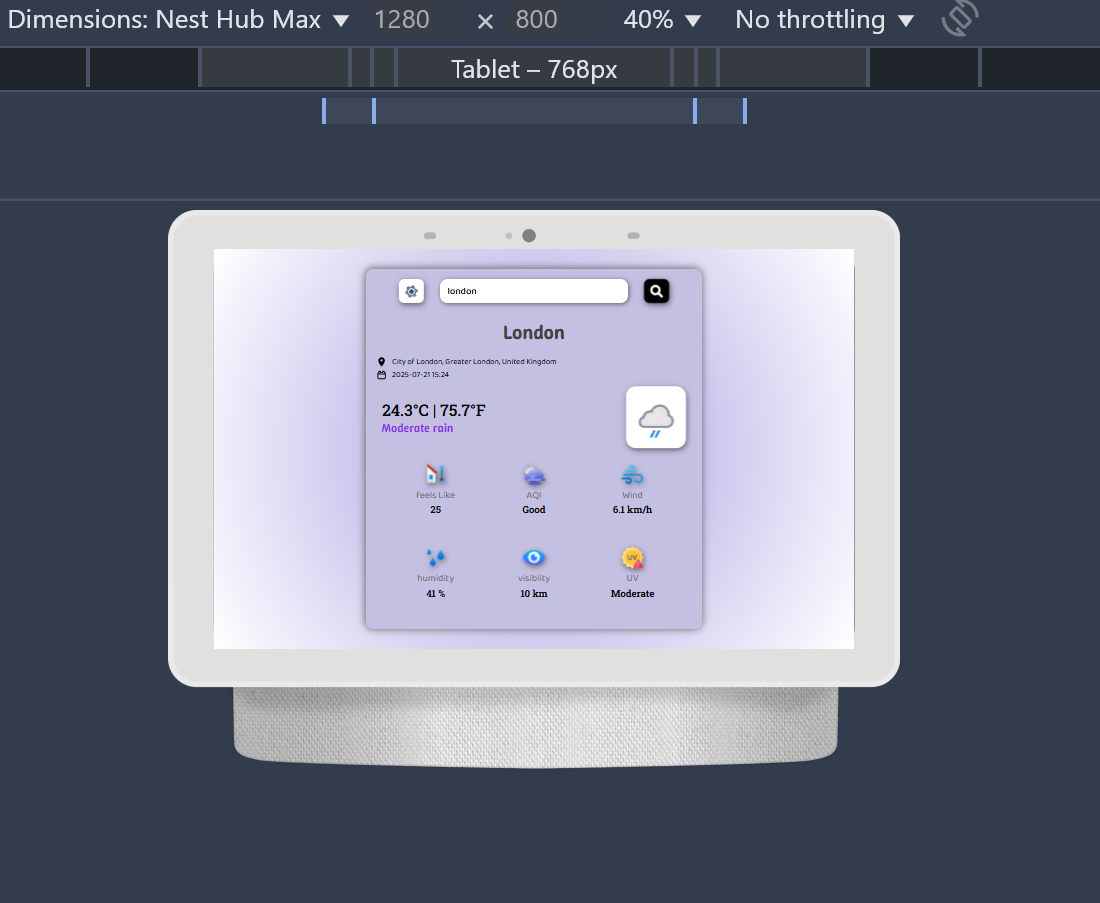 Dimensions: Nest Hub Max 1280 × 800 40% No throttling
Tablet – 768px
london
London
City of London, Greater London, United Kingdom
2025-07-21 15:24
24.3°C | 75.7°F
Moderate rain
feels Like AQI Wind
25 Good 6.1 km/h
UV
humidity visiblity UV
41 % 10 km Moderate